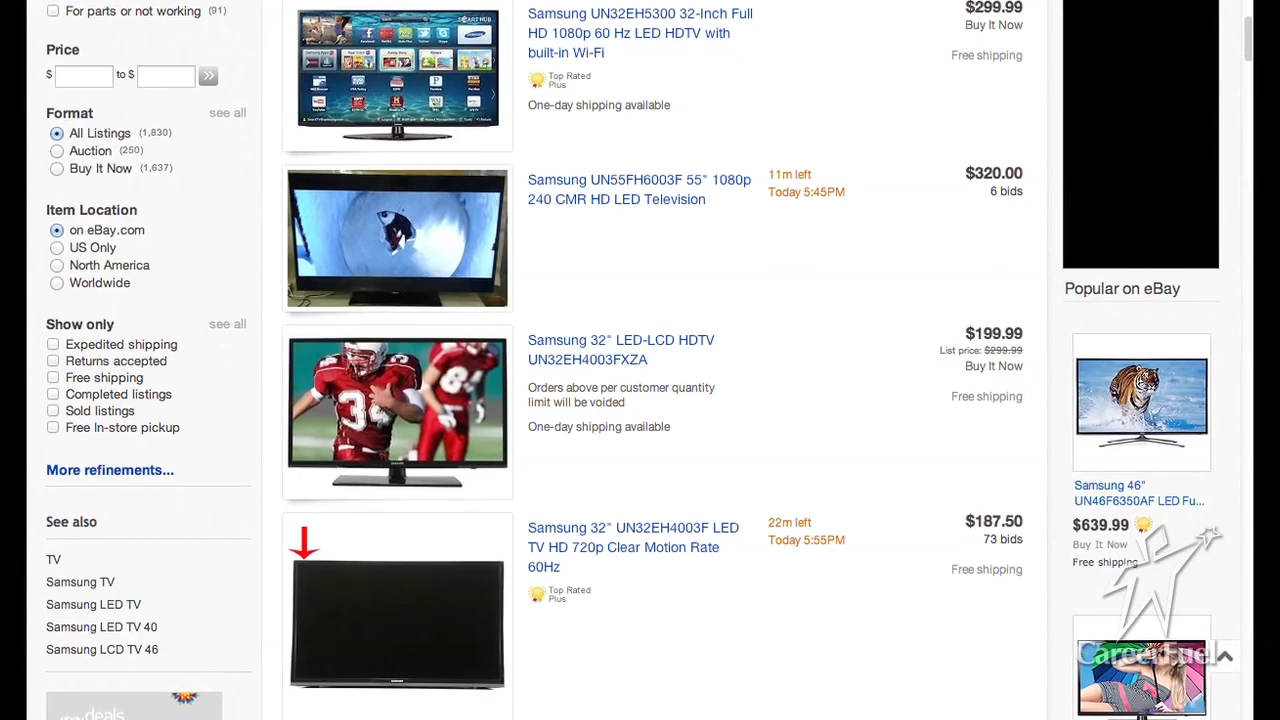 For parts or not working (91)
Price
$ to $ »
Format see all
All Listings (1,830)
Auction (250)
Buy It Now (1,637)
Item Location
on eBay.com
US Only
North America
Worldwide
Show only see all
Expedited shipping
Returns accepted
Free shipping
Completed listings
Sold listings
Free In-store pickup
More refinements...
See also
TV
Samsung TV
Samsung LED TV
Samsung LED TV 40
Samsung LCD TV 46
ebay deals
SMART HUB
Samsung UN32EH5300 32-Inch Full
HD 1080p 60 Hz LED HDTV with
built-in Wi-Fi
Top Rated
Plus
One-day shipping available
$299.99
Buy It Now
Free shipping
Samsung UN55FH6003F 55" 1080p
240 CMR HD LED Television
11m left
Today 5:45PM
$320.00
6 bids
34
84
Samsung 32" LED-LCD HDTV
UN32EH4003FXZA
Orders above per customer quantity
limit will be voided
One-day shipping available
$199.99
List price: $299.99
Buy It Now
Free shipping
Samsung 32" UN32EH4003F LED
TV HD 720p Clear Motion Rate
60Hz
Top Rated
Plus
22m left
Today 5:55PM
$187.50
73 bids
Free shipping
Popular on eBay
Samsung 46"
UN46F6350AF LED Fu...
$639.99
Buy It Now
Free shipping
CareerFuel